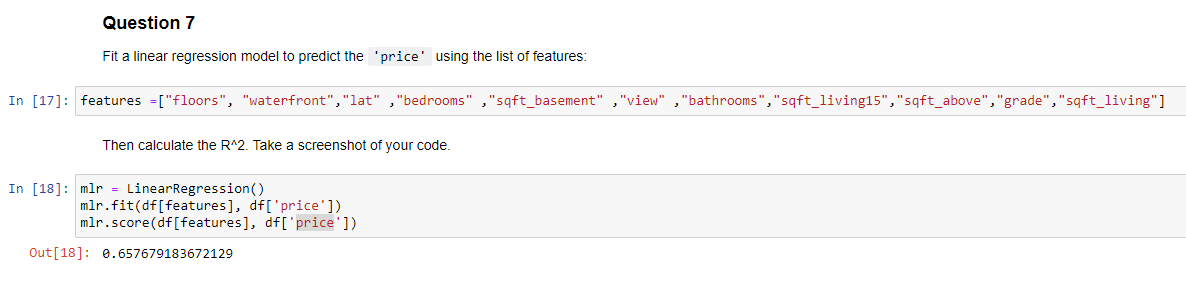 Question 7
Fit a linear regression model to predict the 'price' using the list of features:
In [17]: features =["floors", "waterfront","lat" ,"bedrooms" ,"sqft_basement" ,"view" ,"bathrooms","sqft_living15","sqft_above","grade","sqft_living"]
Then calculate the R^2. Take a screenshot of your code.
In [18]: mlr = LinearRegression()
mlr.fit(df[features], df['price'])
mlr.score(df[features], df['price'])
Out[18]: 0.657679183672129